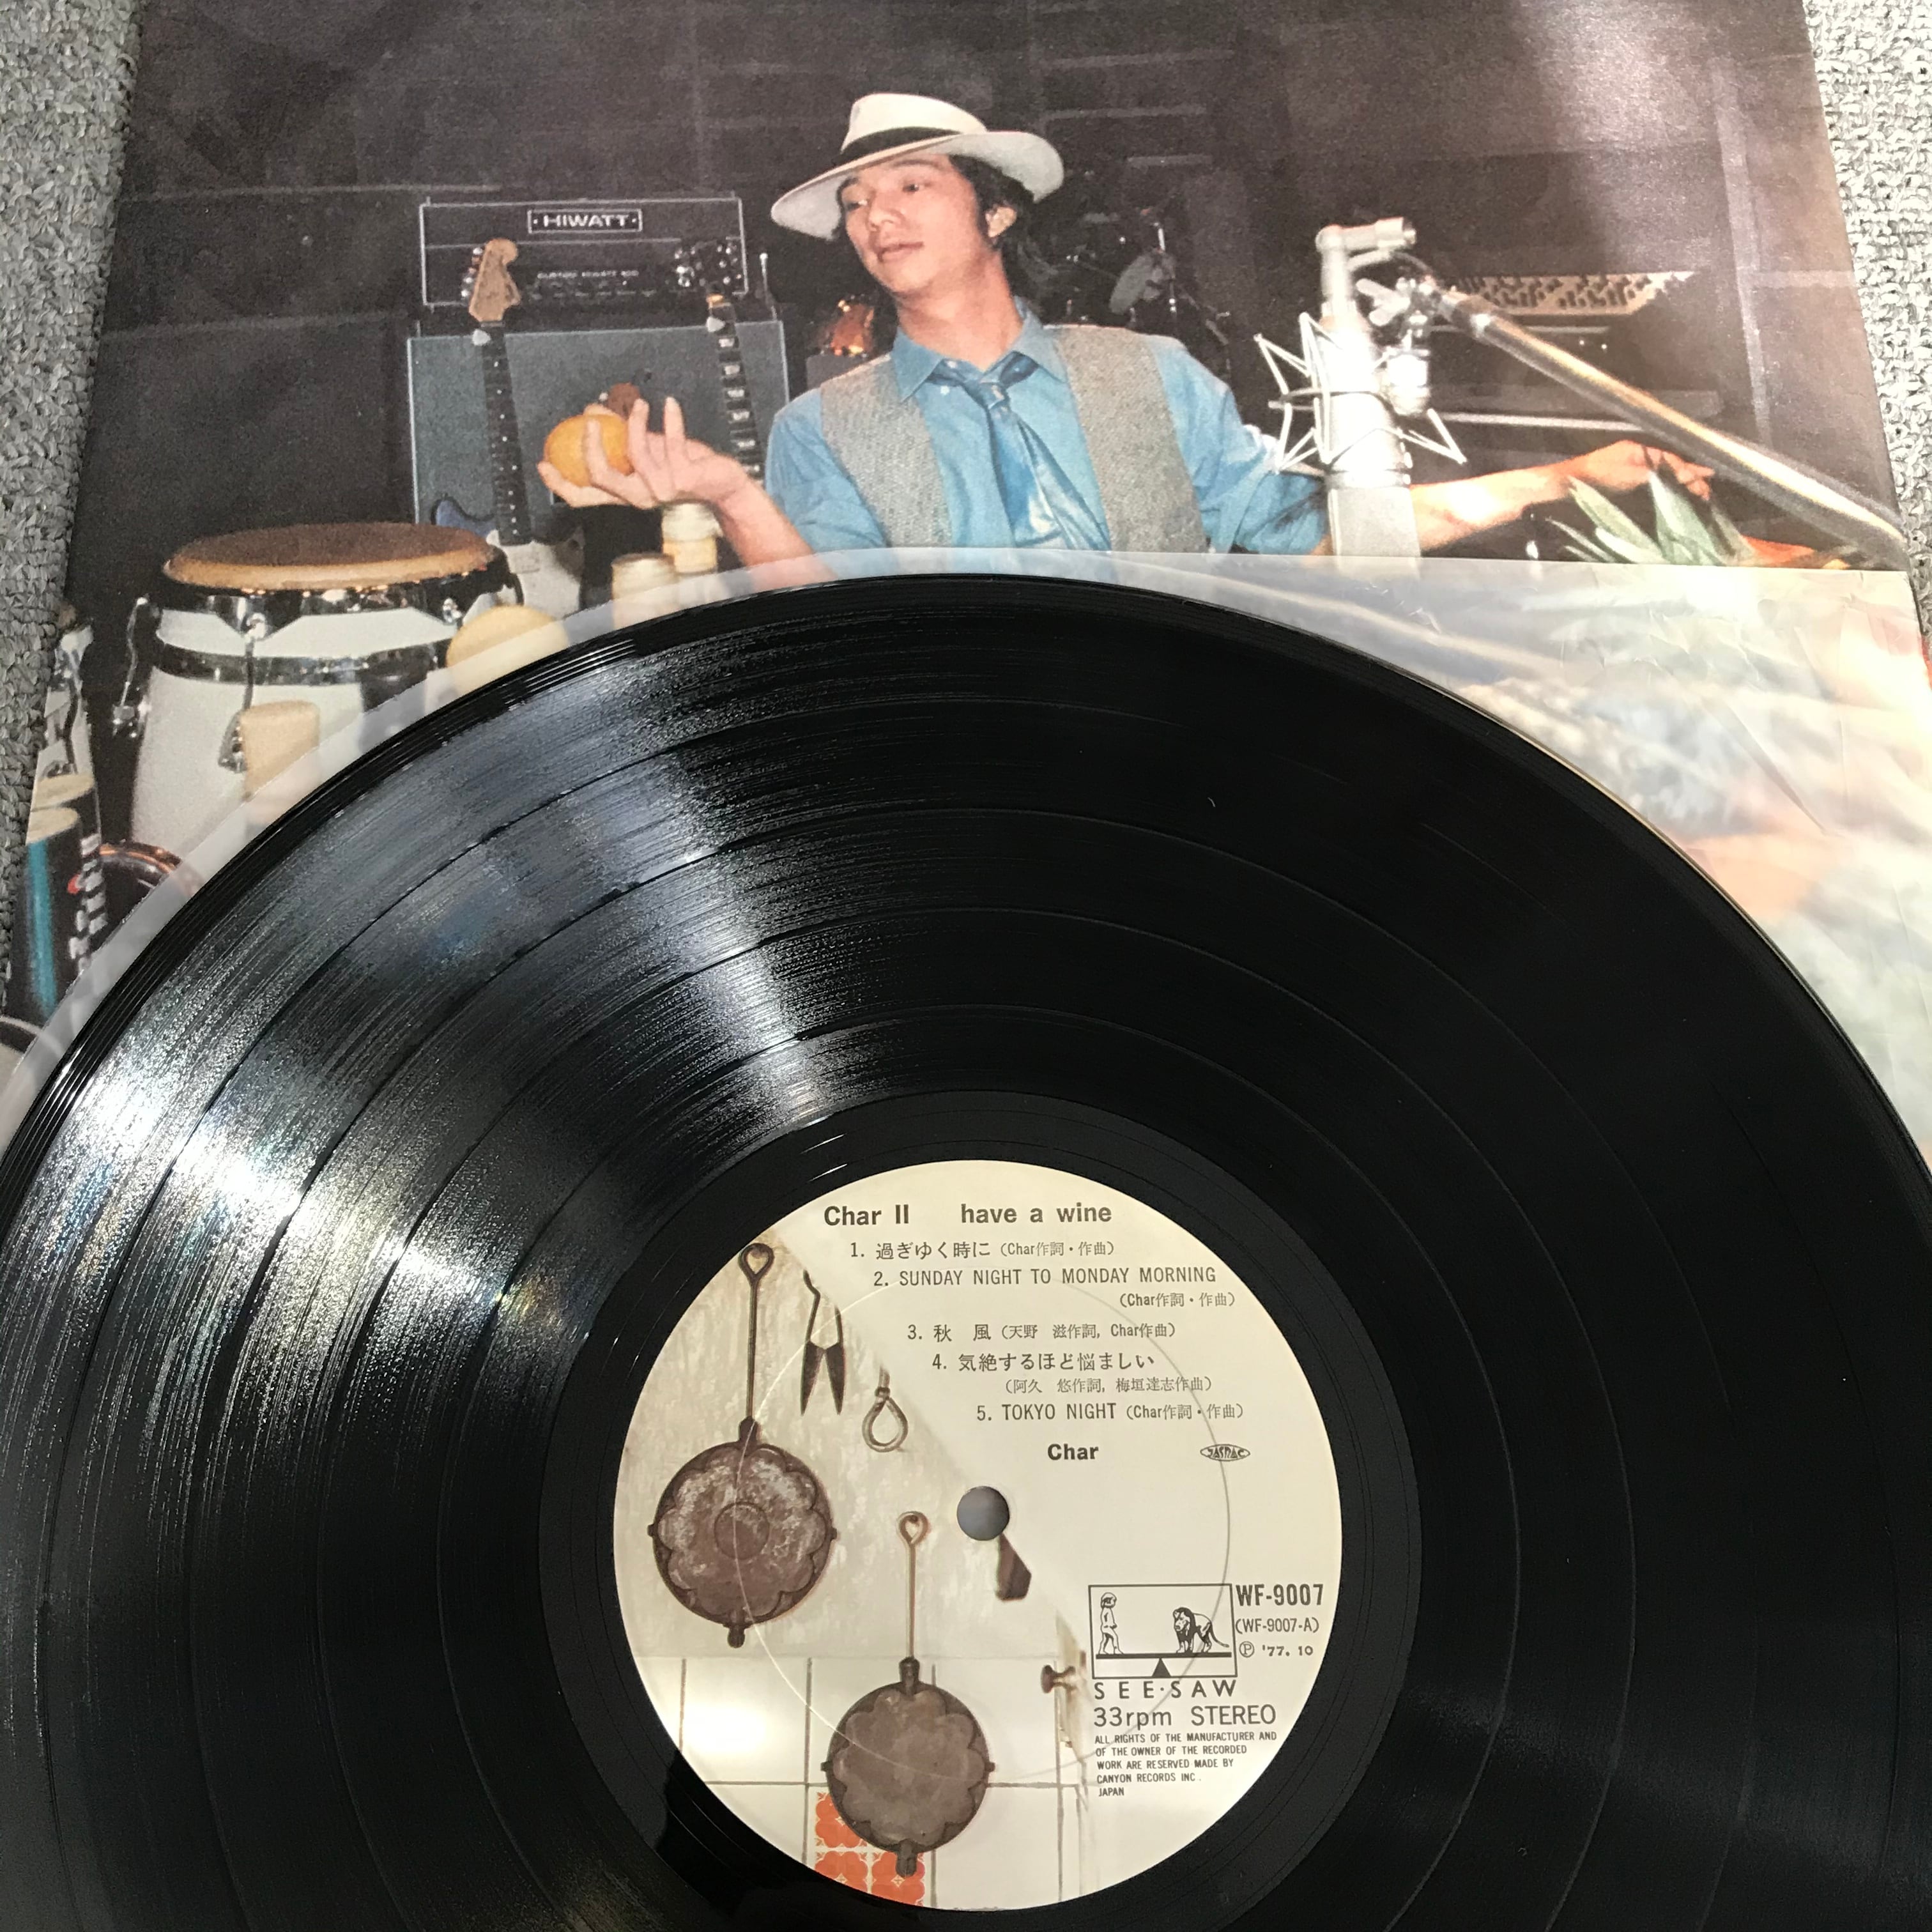 HIWATT
CUSTOM HIWATT 100
Char II have a wine
1. 過ぎゆく時に (Char作詞・作曲)
2. SUNDAY NIGHT TO MONDAY MORNING
(Char作詞・作曲)
3. 秋 風 (天野 滋作詞, Char作曲)
4. 気絶するほど悩ましい
(阿久 悠作詞, 梅垣達志作曲)
5. TOKYO NIGHT (Char作詞・作曲)
Char
JASRAC
WF-9007
(WF-9007-A)
Ⓟ '77. 10
SEE·SAW
33rpm STEREO
ALL RIGHTS OF THE MANUFACTURER AND
OF THE OWNER OF THE RECORDED
WORK ARE RESERVED MADE BY
CANYON RECORDS INC.
JAPAN